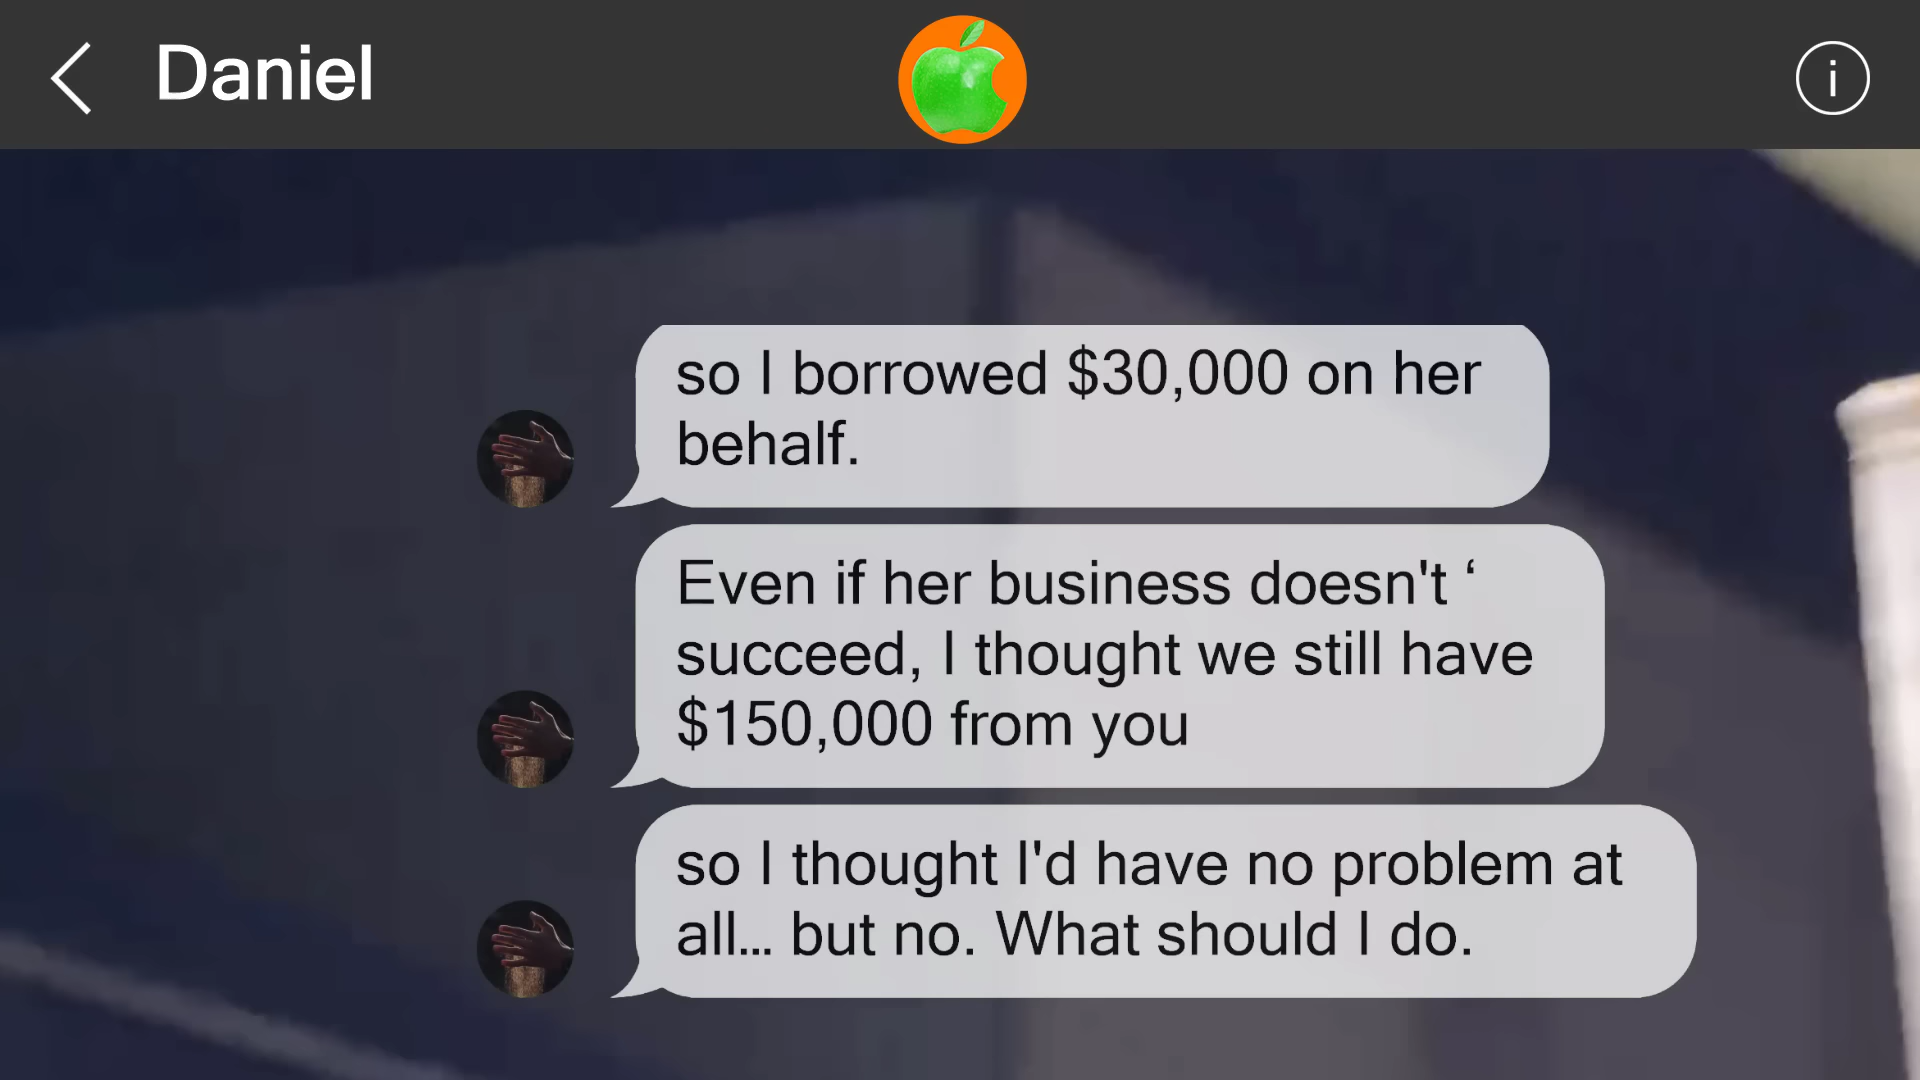 Daniel
i
so I borrowed $30,000 on her
behalf.
Even if her business doesn't ‘
succeed, I thought we still have
$150,000 from you
so I thought I'd have no problem at
all... but no. What should I do.